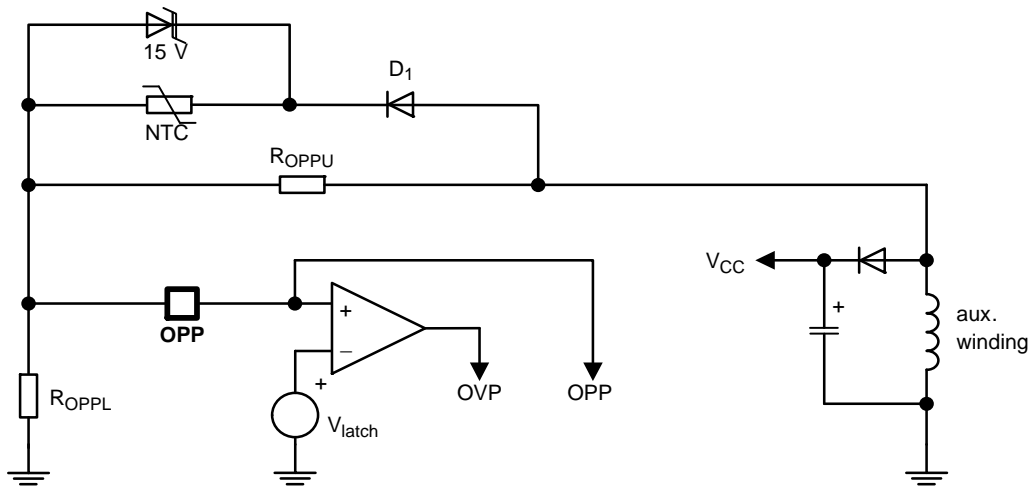 15 V
D1
NTC
ROPPU
VCC
+
aux.
winding
OPP
+
−
+
OVP
OPP
ROPPL
Vlatch